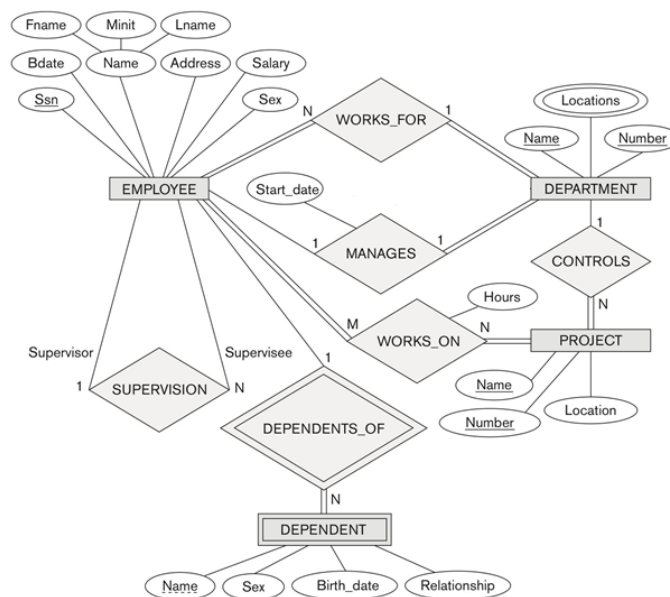 Fname Minit Lname
Bdate Name Address Salary
Ssn Sex
N WORKS_FOR 1
Locations
Name Number
EMPLOYEE
Start_date
DEPARTMENT
1 MANAGES 1
1
CONTROLS
N
Hours
M WORKS_ON N
PROJECT
Supervisor Supervisee
1 SUPERVISION N
1
Name
Number Location
DEPENDENTS_OF
N
DEPENDENT
Name Sex Birth_date Relationship